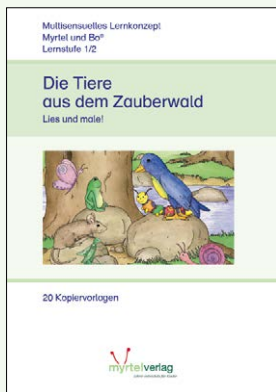 Multisensuelles Lernkonzept
Myrtel und Bo®
Lernstufe 1/2
Die Tiere
aus dem Zauberwald
Lies und male!
20 Kopiervorlagen
myrtelverlag